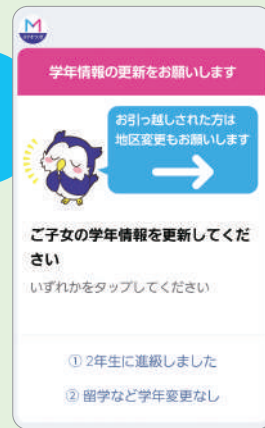 M
学年情報の更新をお願いします
お引っ越しされた方は
地区変更もお願いします
ご子女の学年情報を更新してくだ
さい
いずれかをタップしてください
① 2年生に進級しました
② 留学など学年変更なし